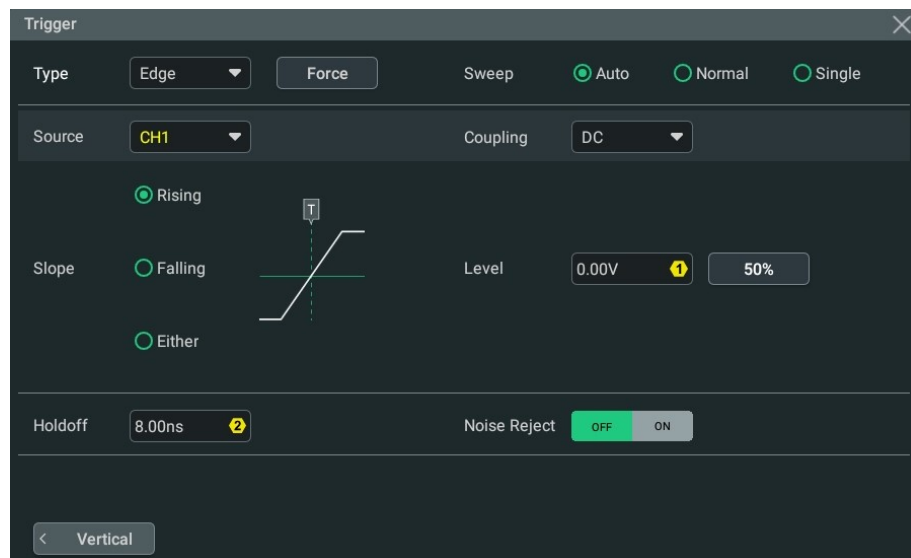 Trigger
Type Edge Force Sweep Auto Normal Single
Source CH1 Coupling DC
Rising
T
Slope Falling Level 0.00V 1 50%
Either
Holdoff 8.00ns 2 Noise Reject OFF ON
< Vertical